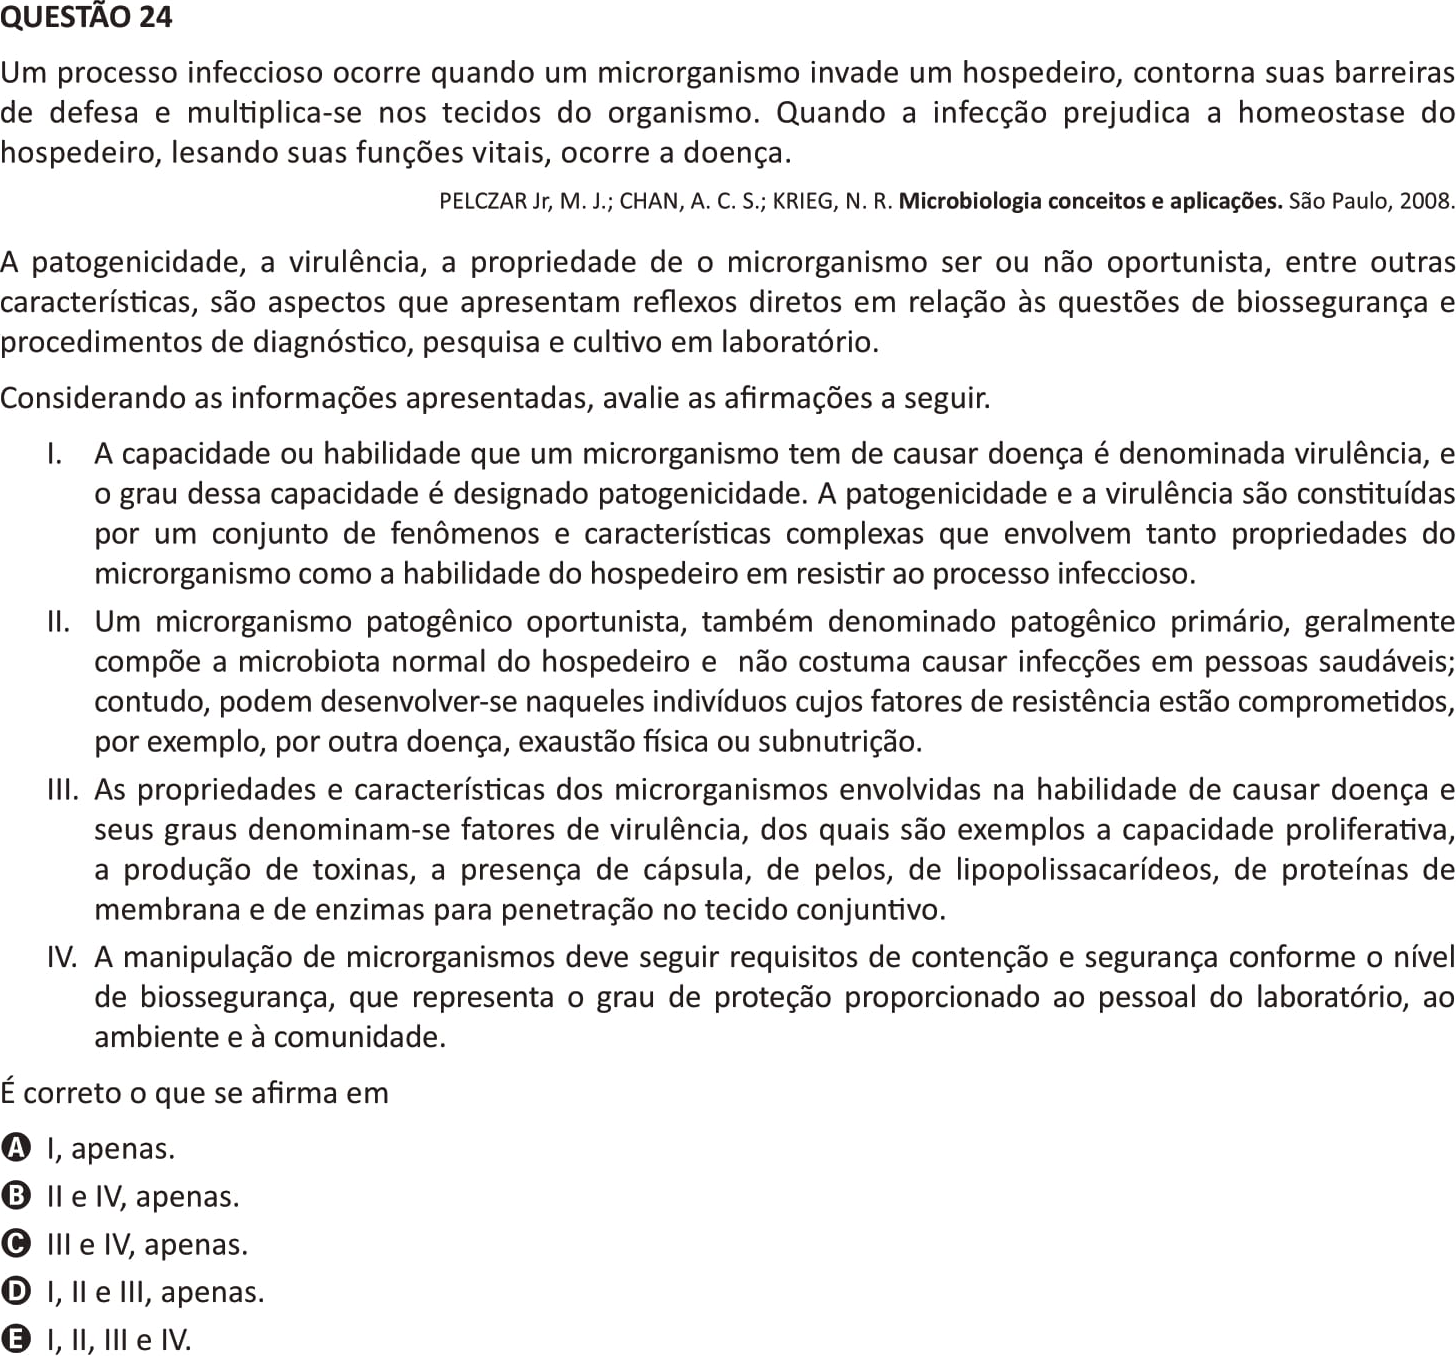 QUESTÃO 24
Um processo infeccioso ocorre quando um microrganismo invade um hospedeiro, contorna suas barreiras
de defesa e multiplica-se nos tecidos do organismo. Quando a infecção prejudica a homeostase do
hospedeiro, lesando suas funções vitais, ocorre a doença.
PELCZAR Jr, M. J.; CHAN, A. C. S.; KRIEG, N. R. Microbiologia conceitos e aplicações. São Paulo, 2008.
A patogenicidade, a virulência, a propriedade de o microrganismo ser ou não oportunista, entre outras
características, são aspectos que apresentam reflexos diretos em relação às questões de biossegurança e
procedimentos de diagnóstico, pesquisa e cultivo em laboratório.
Considerando as informações apresentadas, avalie as afirmações a seguir.
I. A capacidade ou habilidade que um microrganismo tem de causar doença é denominada virulência, e
o grau dessa capacidade é designado patogenicidade. A patogenicidade e a virulência são constituídas
por um conjunto de fenômenos e características complexas que envolvem tanto propriedades do
microrganismo como a habilidade do hospedeiro em resistir ao processo infeccioso.
II. Um microrganismo patogênico oportunista, também denominado patogênico primário, geralmente
compõe a microbiota normal do hospedeiro e não costuma causar infecções em pessoas saudáveis;
contudo, podem desenvolver-se naqueles indivíduos cujos fatores de resistência estão comprometidos,
por exemplo, por outra doença, exaustão física ou subnutrição.
III. As propriedades e características dos microrganismos envolvidas na habilidade de causar doença e
seus graus denominam-se fatores de virulência, dos quais são exemplos a capacidade proliferativa,
a produção de toxinas, a presença de cápsula, de pelos, de lipopolissacarídeos, de proteínas de
membrana e de enzimas para penetração no tecido conjuntivo.
IV. A manipulação de microrganismos deve seguir requisitos de contenção e segurança conforme o nível
de biossegurança, que representa o grau de proteção proporcionado ao pessoal do laboratório, ao
ambiente e à comunidade.
É correto o que se afirma em
A I, apenas.
B II e IV, apenas.
C III e IV, apenas.
D I, II e III, apenas.
E I, II, III e IV.